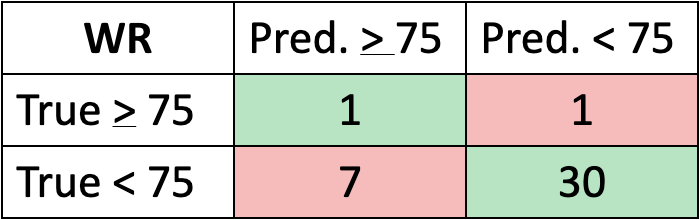 WR Pred. > 75 Pred. < 75
True > 75 1 1
True < 75 7 30